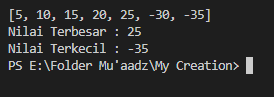 [5, 10, 15, 20, 25, -30, -35]
Nilai Terbesar : 25
Nilai Terkecil : -35
PS E:\Folder Mu'aadz\My Creation>